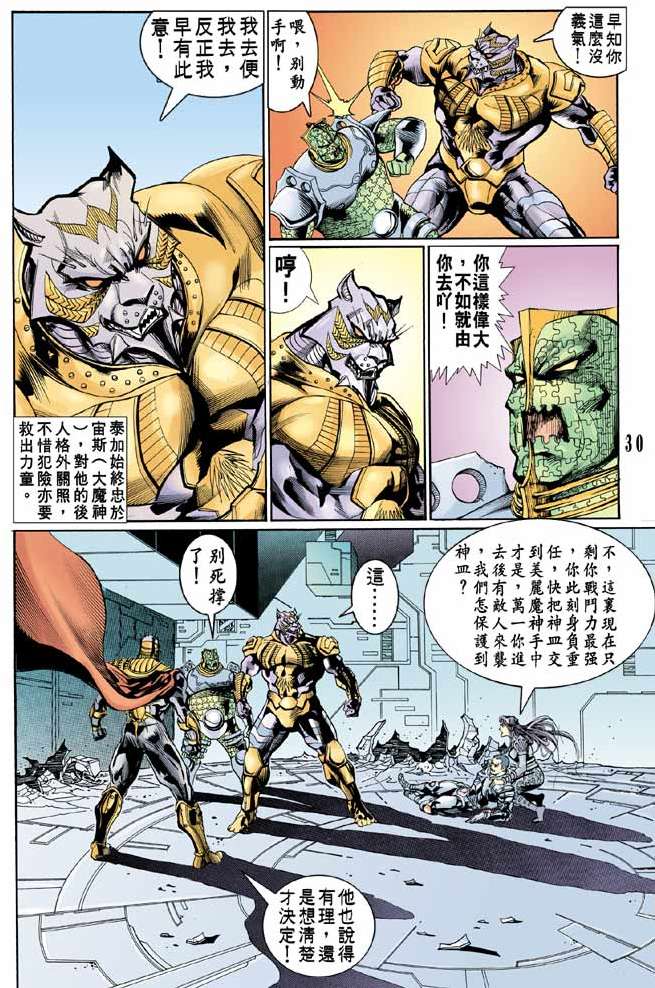 早知你
這麼沒
義氣！
喂，別動
手啊！
我去便
我去，
反正我
早有此
意！
你這樣偉大
，不如就由
你去吖！
哼！
泰加始終忠於
宙斯（大魔神
），對他的後
人格外關照，
不惜犯險亦要
救出力童。
30
不，這裏現在只
剩你戰鬥力最强
，你此刻身負重
任，快把神皿交
到美麗魔神手中
才是，萬一你進
去後有敵人來襲
，我們怎保護到
神皿？
這……
别死撑
了！
他也說得
有理，還
是想清楚
才決定！